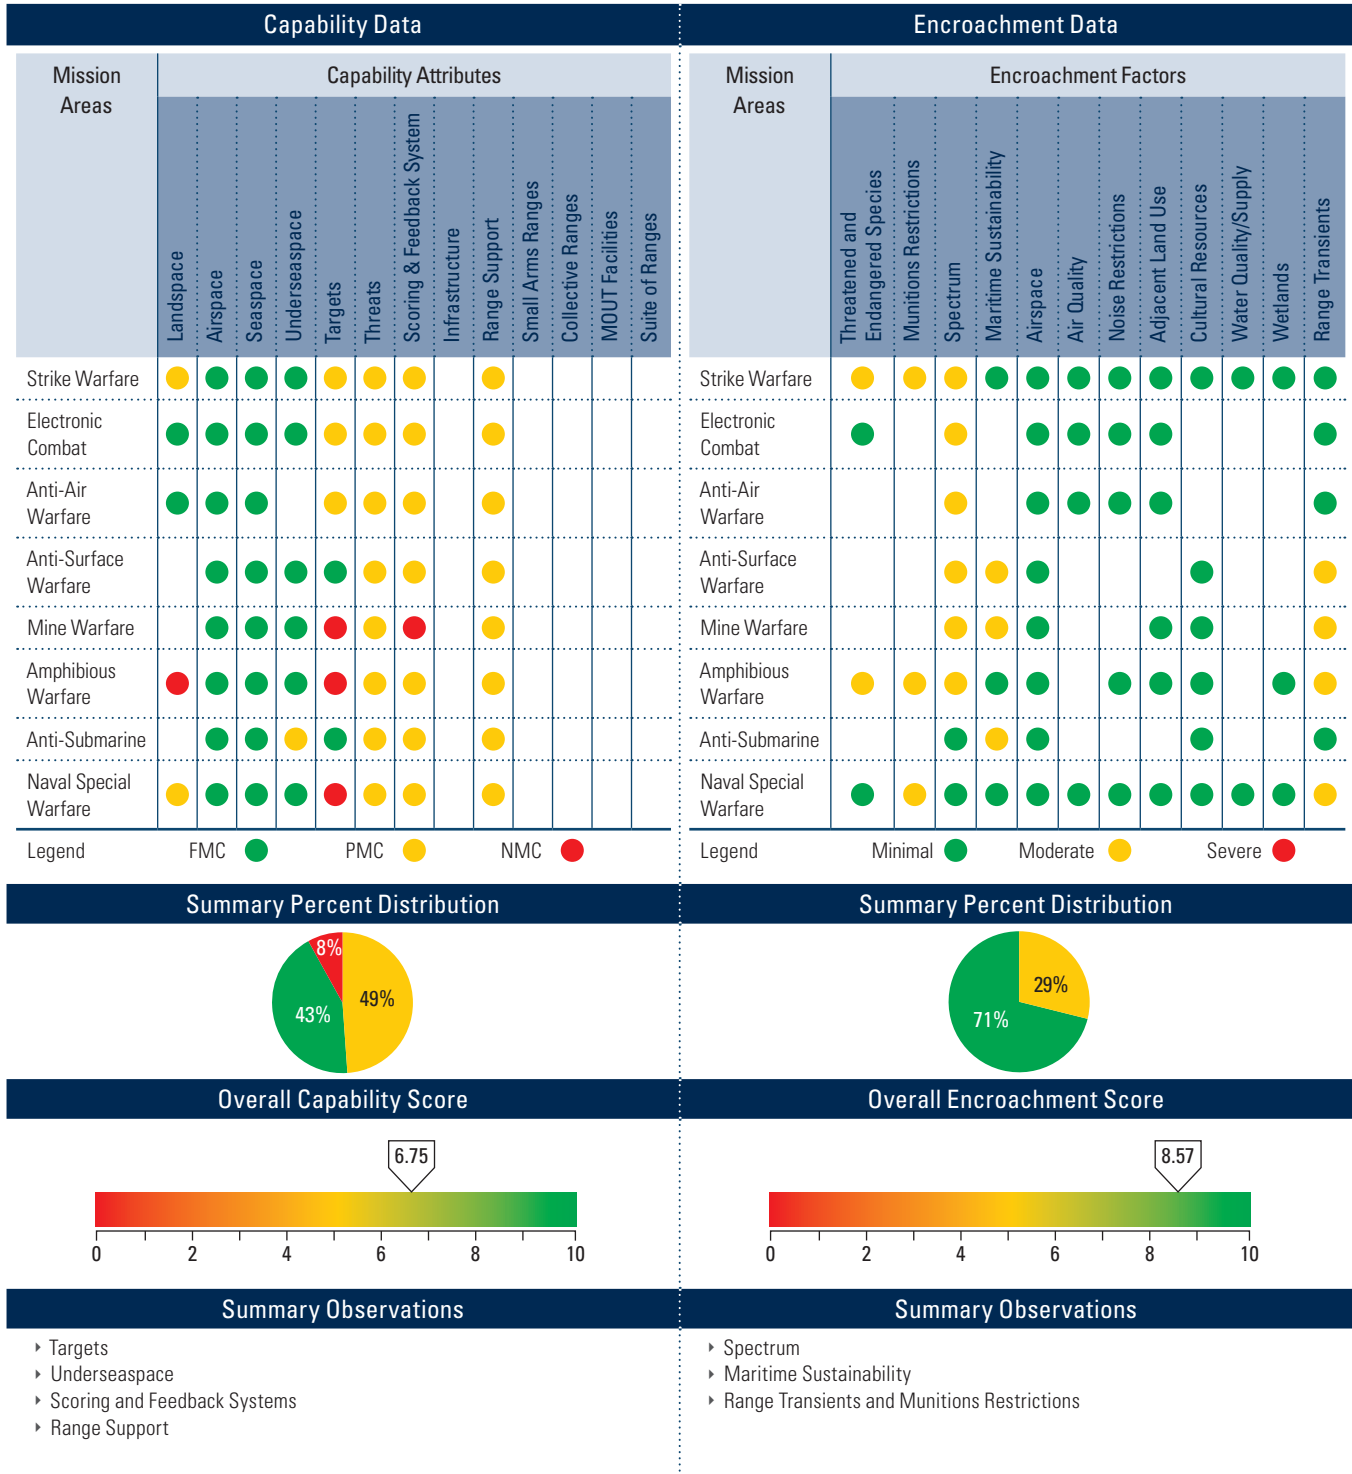 Capability Data
Mission
Areas
Capability Attributes
Landspace
Airspace
Seaspace
Underseaspace
Targets
Threats
Scoring & Feedback System
Infrastructure
Range Support
Small Arms Ranges
Collective Ranges
MOUT Facilities
Suite of Ranges
Strike Warfare
Electronic
Combat
Anti-Air
Warfare
Anti-Surface
Warfare
Mine Warfare
Amphibious
Warfare
Anti-Submarine
Naval Special
Warfare
Legend FMC PMC NMC
Summary Percent Distribution
8%
49%
43%
Overall Capability Score
6.75
0 2 4 6 8 10
Summary Observations
Targets
Underseaspace
Scoring and Feedback Systems
Range Support
Encroachment Data
Mission
Areas
Encroachment Factors
Threatened and
Endangered Species
Munitions Restrictions
Spectrum
Maritime Sustainability
Airspace
Air Quality
Noise Restrictions
Adjacent Land Use
Cultural Resources
Water Quality/Supply
Wetlands
Range Transients
Strike Warfare
Electronic
Combat
Anti-Air
Warfare
Anti-Surface
Warfare
Mine Warfare
Amphibious
Warfare
Anti-Submarine
Naval Special
Warfare
Legend Minimal Moderate Severe
Summary Percent Distribution
29%
71%
Overall Encroachment Score
8.57
0 2 4 6 8 10
Summary Observations
Spectrum
Maritime Sustainability
Range Transients and Munitions Restrictions